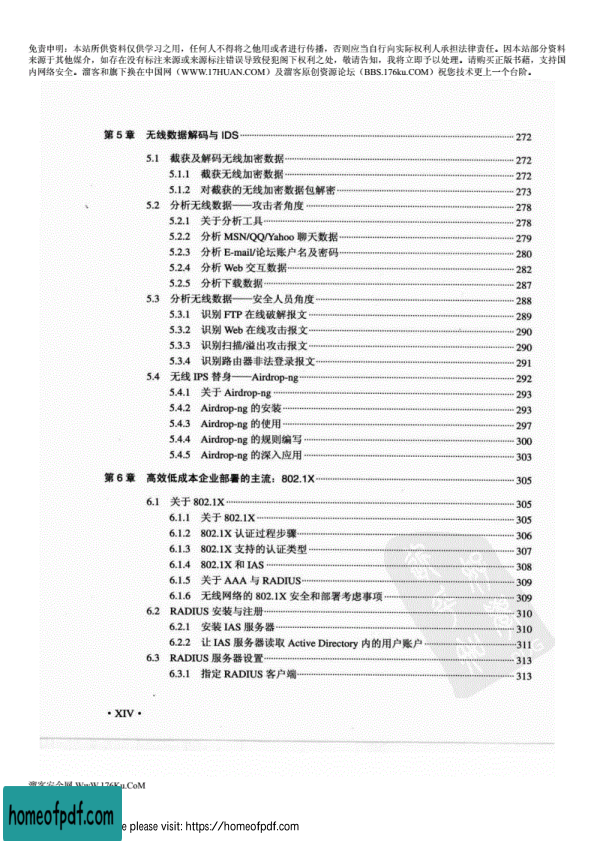 免责申明：本站所供资料仅供学习之用，任何人不得将之他用或者进行传播，否则应当自行向实际权利人承担法律责任。因本站部分资料
来源于其他媒介，如存在没有标注来源或来源标注错误导致侵犯阁下权利之处，敬请告知，我将立即予以处理。请购买正版书籍，支持国
内网络安全。溜客和旗下换在中国网（WWW.17HUAN.COM）及溜客原创资源论坛（BBS.176ku.COM）祝您技术更上一个台阶。
第 5 章 无线数据解码与 IDS 272
5.1 截获及解码无线加密数据 272
5.1.1 截获无线加密数据 272
5.1.2 对截获的无线加密数据包解密 273
5.2 分析无线数据——攻击者角度 278
5.2.1 关于分析工具 278
5.2.2 分析 MSN/QQ/Yahoo 聊天数据 279
5.2.3 分析 E-mail/论坛账户名及密码 280
5.2.4 分析 Web 交互数据 282
5.2.5 分析下载数据 287
5.3 分析无线数据——安全人员角度 288
5.3.1 识别 FTP 在线破解报文 289
5.3.2 识别 Web 在线攻击报文 290
5.3.3 识别扫描/溢出攻击报文 290
5.3.4 识别路由器非法登录报文 291
5.4 无线 IPS 替身——Airdrop-ng 292
5.4.1 关于 Airdrop-ng 293
5.4.2 Airdrop-ng 的安装 293
5.4.3 Airdrop-ng 的使用 297
5.4.4 Airdrop-ng 的规则编写 300
5.4.5 Airdrop-ng 的深入应用 303
第 6 章 高效低成本企业部署的主流：802.1X 305
6.1 关于 802.1X 305
6.1.1 关于 802.1X 305
6.1.2 802.1X 认证过程步骤 306
6.1.3 802.1X 支持的认证类型 307
6.1.4 802.1X 和 IAS 308
6.1.5 关于 AAA 与 RADIUS 309
6.1.6 无线网络的 802.1X 安全和部署考虑事项 309
6.2 RADIUS 安装与注册 310
6.2.1 安装 IAS 服务器 310
6.2.2 让 IAS 服务器读取 Active Directory 内的用户账户 311
6.3 RADIUS 服务器设置 313
6.3.1 指定 RADIUS 客户端 313
· XIV ·
溜客安全网 WwW.176Ku.CoM
homeofpdf.com
e please visit: https://homeofpdf.com